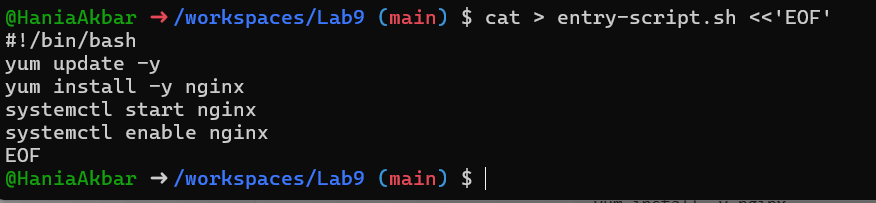 @HaniaAkbar ➜ /workspaces/Lab9 (main) $ cat > entry-script.sh <<'EOF'
#!/bin/bash
yum update -y
yum install -y nginx
systemctl start nginx
systemctl enable nginx
EOF
@HaniaAkbar ➜ /workspaces/Lab9 (main) $